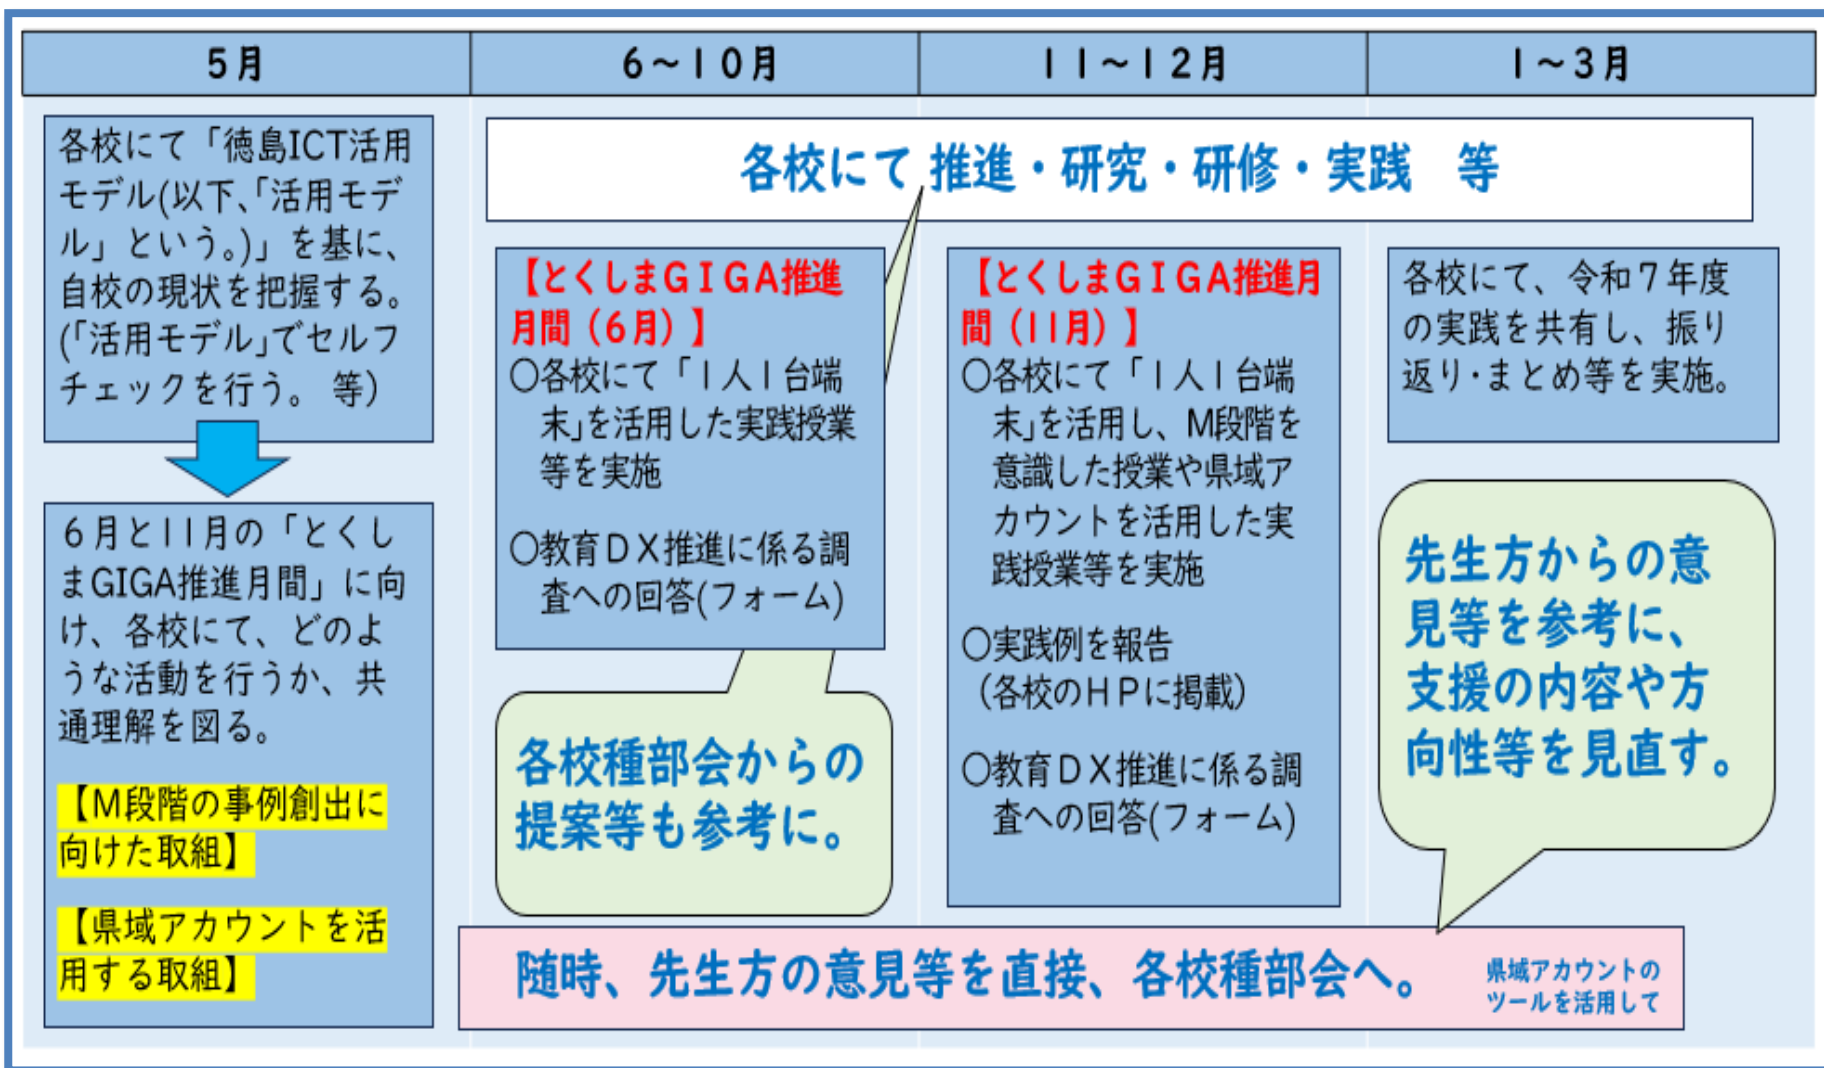 5月
6～10月
11～12月
1～3月
各校にて「徳島ICT活用
モデル(以下、「活用モデ
ル」という。)」を基に、
自校の現状を把握する。
(「活用モデル」でセルフ
チェックを行う。 等)
6月と11月の「とくし
まGIGA推進月間」に向
け、各校にて、どのよ
うな活動を行うか、共
通理解を図る。
【M段階の事例創出に
向けた取組】
【県域アカウントを活
用する取組】
各校にて 推進・研究・研修・実践　等
【とくしまＧＩＧＡ推進
月間（6月）】
○各校にて「1人1台端
末」を活用した実践授業
等を実施
○教育ＤＸ推進に係る調
査への回答(フォーム)
各校種部会からの
提案等も参考に。
【とくしまＧＩＧＡ推進月
間（11月）】
○各校にて「1人1台端
末」を活用し、M段階を
意識した授業や県域ア
カウントを活用した実
践授業等を実施
○実践例を報告
（各校のＨＰに掲載）
○教育ＤＸ推進に係る調
査への回答(フォーム)
各校にて、令和７年度
の実践を共有し、振り
返り・まとめ等を実施。
先生方からの意
見等を参考に、
支援の内容や方
向性等を見直す。
随時、先生方の意見等を直接、各校種部会へ。
県域アカウントの
ツールを活用して